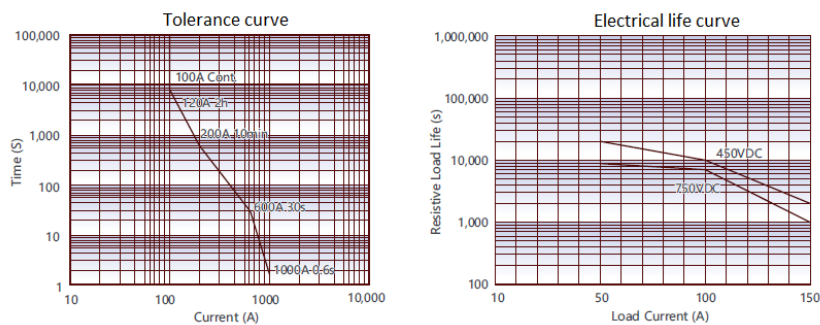 Tolerance curve
100,000
10,000
1,000
100
10
1
Time (S)
100A Cont.
120A 2h
200A 10min
600A 30s
1000A 0.6s
10
100
1000
10,000
Current (A)
Electrical life curve
1,000,000
100,000
10,000
1,000
100
Resistive Load Life (s)
450VDC
750VDC
10
50
100
150
Load Current (A)